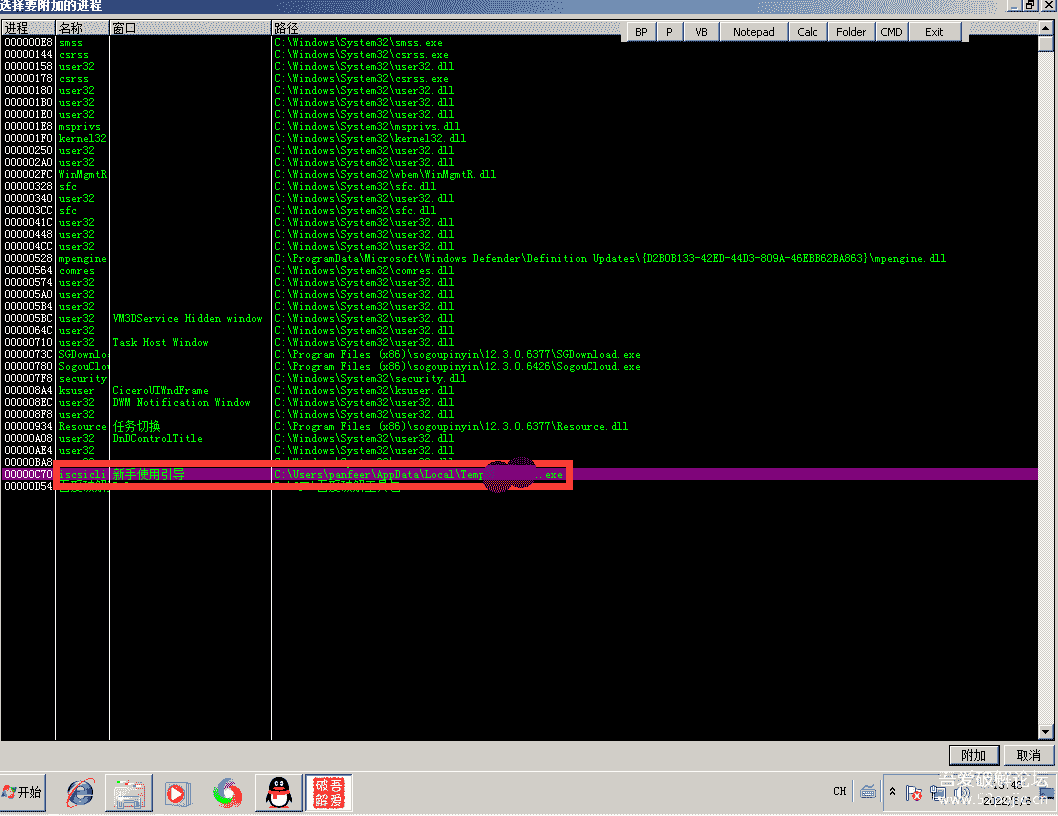 选择要附加的进程
进程 名称 窗口 路径
BP P VB Notepad Calc Folder CMD Exit
000000E8 smss C:\Windows\System32\smss.exe
00000144 csrss C:\Windows\System32\csrss.exe
00000158 user32 C:\Windows\System32\user32.dll
00000178 csrss C:\Windows\System32\csrss.exe
00000180 user32 C:\Windows\System32\user32.dll
000001B0 user32 C:\Windows\System32\user32.dll
000001E0 user32 C:\Windows\System32\user32.dll
000001E8 msprivs C:\Windows\System32\msprivs.dll
000001F0 kernel32 C:\Windows\System32\kernel32.dll
00000250 user32 C:\Windows\System32\user32.dll
000002A0 user32 C:\Windows\System32\user32.dll
000002FC WinMgmtR C:\Windows\System32\wbem\WinMgmtR.dll
00000328 sfc C:\Windows\System32\sfc.dll
00000340 user32 C:\Windows\System32\user32.dll
000003CC sfc C:\Windows\System32\sfc.dll
0000041C user32 C:\Windows\System32\user32.dll
00000448 user32 C:\Windows\System32\user32.dll
000004CC user32 C:\Windows\System32\user32.dll
00000528 mpengine C:\ProgramData\Microsoft\Windows Defender\Definition Updates\{D2B0B133-42ED-44D3-809A-46EBB62BA863}\mpengine.dll
00000564 comres C:\Windows\System32\comres.dll
00000574 user32 C:\Windows\System32\user32.dll
000005A0 user32 C:\Windows\System32\user32.dll
000005B4 user32 C:\Windows\System32\user32.dll
000005BC user32 VM3DService Hidden window C:\Windows\System32\user32.dll
0000064C user32 C:\Windows\System32\user32.dll
00000710 user32 Task Host Window C:\Windows\System32\user32.dll
0000073C SGDownlo C:\Program Files (x86)\sogoupinyin\12.3.0.6377\SGDownload.exe
00000780 SogouClo C:\Program Files (x86)\sogoupinyin\12.3.0.6426\SogouCloud.exe
000007F8 security C:\Windows\System32\security.dll
000008A4 ksuser CiceroUIWndFrame C:\Windows\System32\ksuser.dll
000008EC user32 DWM Notification Window C:\Windows\System32\user32.dll
000008F8 user32 C:\Windows\System32\user32.dll
00000934 Resource 任务切换 C:\Program Files (x86)\sogoupinyin\12.3.0.6377\Resource.dll
00000A08 user32 DnDControlTitle C:\Windows\System32\user32.dll
00000AE4 user32 C:\Windows\System32\user32.dll
00000BA8
00000C70 iscsicli 新手使用引导 C:\Users\panfeer\AppData\Local\Temp .exe
00000D54
附加 取消
开始
破吾
解爱
CH
吾爱破解论坛